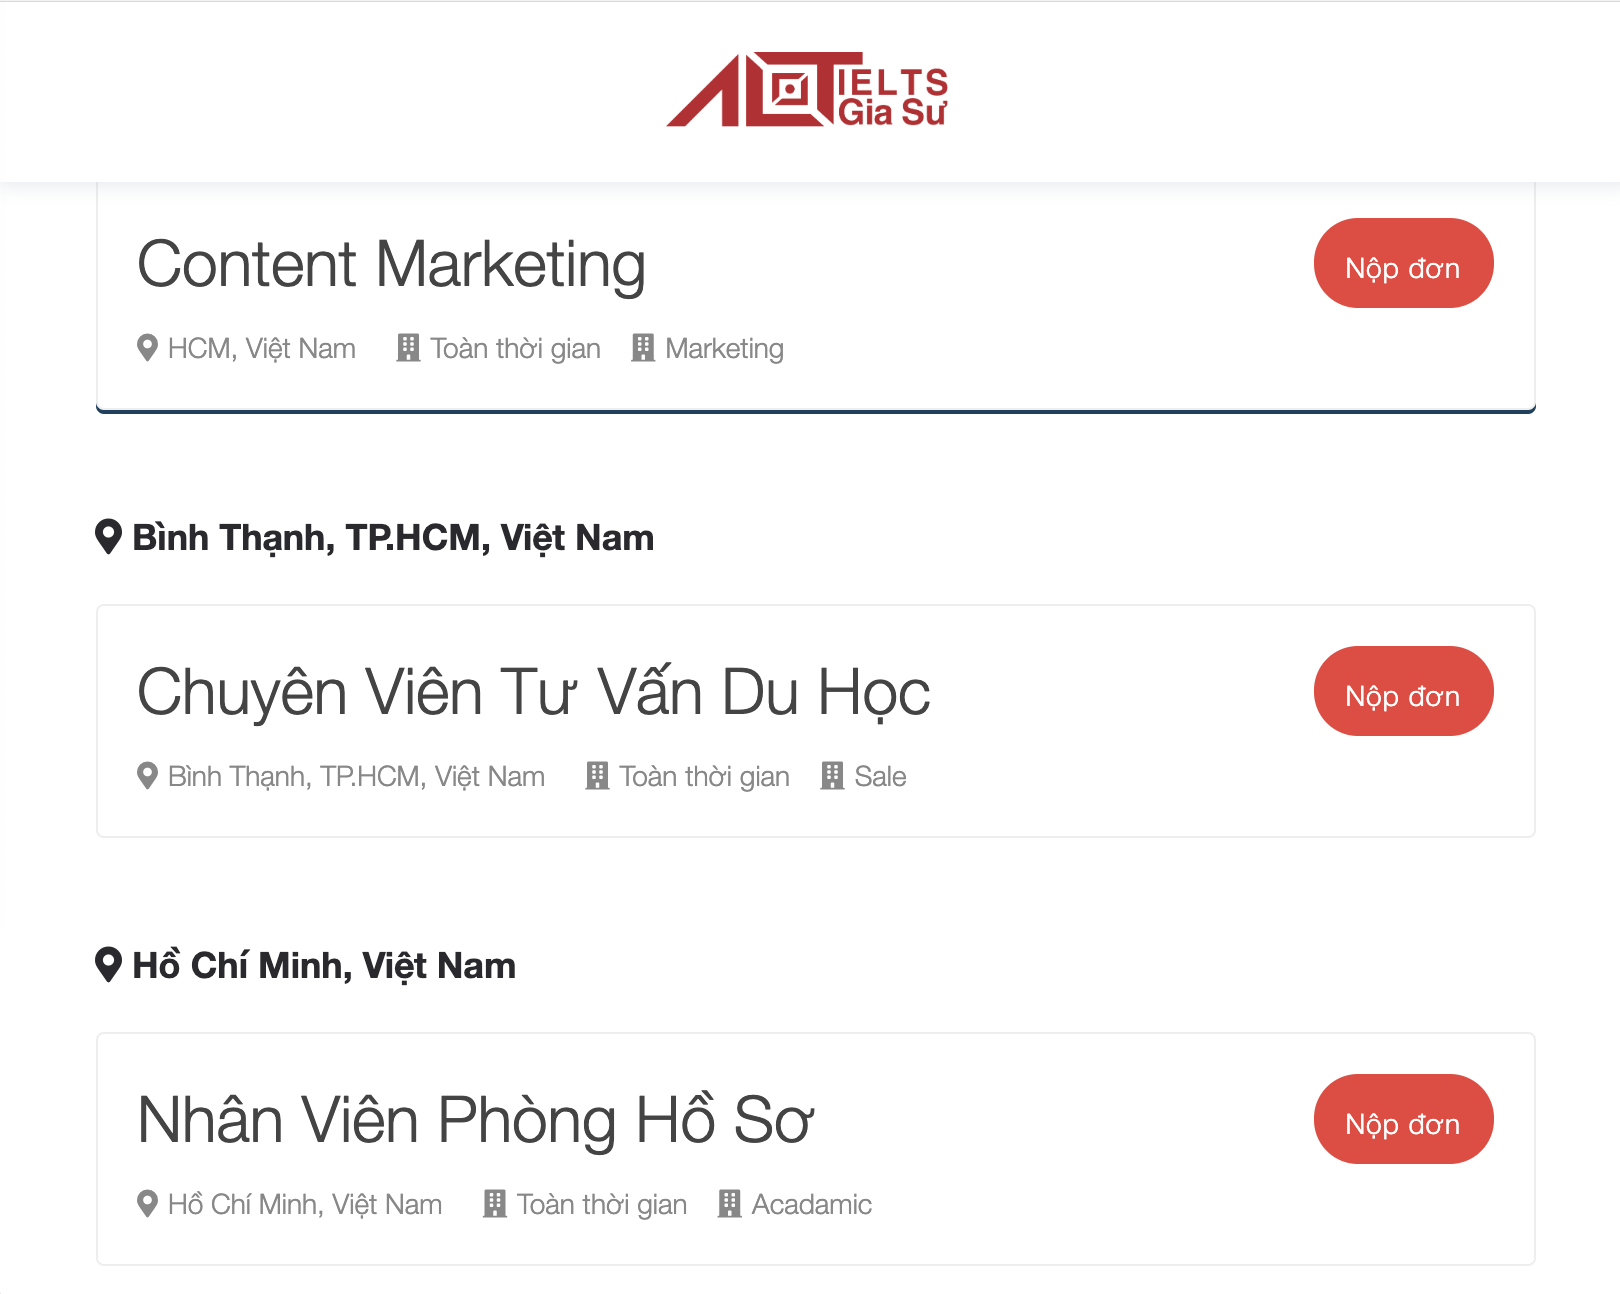 ALT IELTS
Gia Sư
Content Marketing
Nộp đơn
HCM, Việt Nam Toàn thời gian Marketing
Bình Thạnh, TP.HCM, Việt Nam
Chuyên Viên Tư Vấn Du Học
Nộp đơn
Bình Thạnh, TP.HCM, Việt Nam Toàn thời gian Sale
Hồ Chí Minh, Việt Nam
Nhân Viên Phòng Hồ Sơ
Nộp đơn
Hồ Chí Minh, Việt Nam Toàn thời gian Acadamic